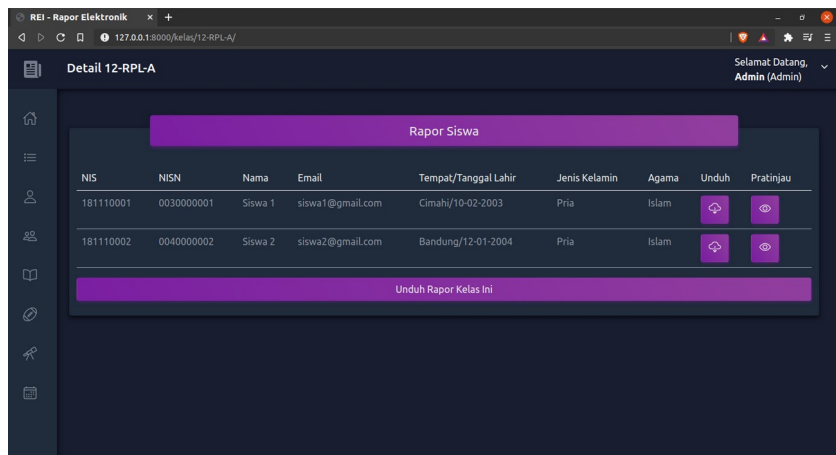 REI - Rapor Elektronik
127.0.0.1:8000/kelas/12-RPL-A/
Detail 12-RPL-A
Selamat Datang,
Admin (Admin)
Rapor Siswa
NIS NISN Nama Email Tempat/Tanggal Lahir Jenis Kelamin Agama Unduh Pratinjau
181110001 0030000001 Siswa 1 siswa1@gmail.com Cimahi/10-02-2003 Pria Islam
181110002 0040000002 Siswa 2 siswa2@gmail.com Bandung/12-01-2004 Pria Islam
Unduh Rapor Kelas Ini